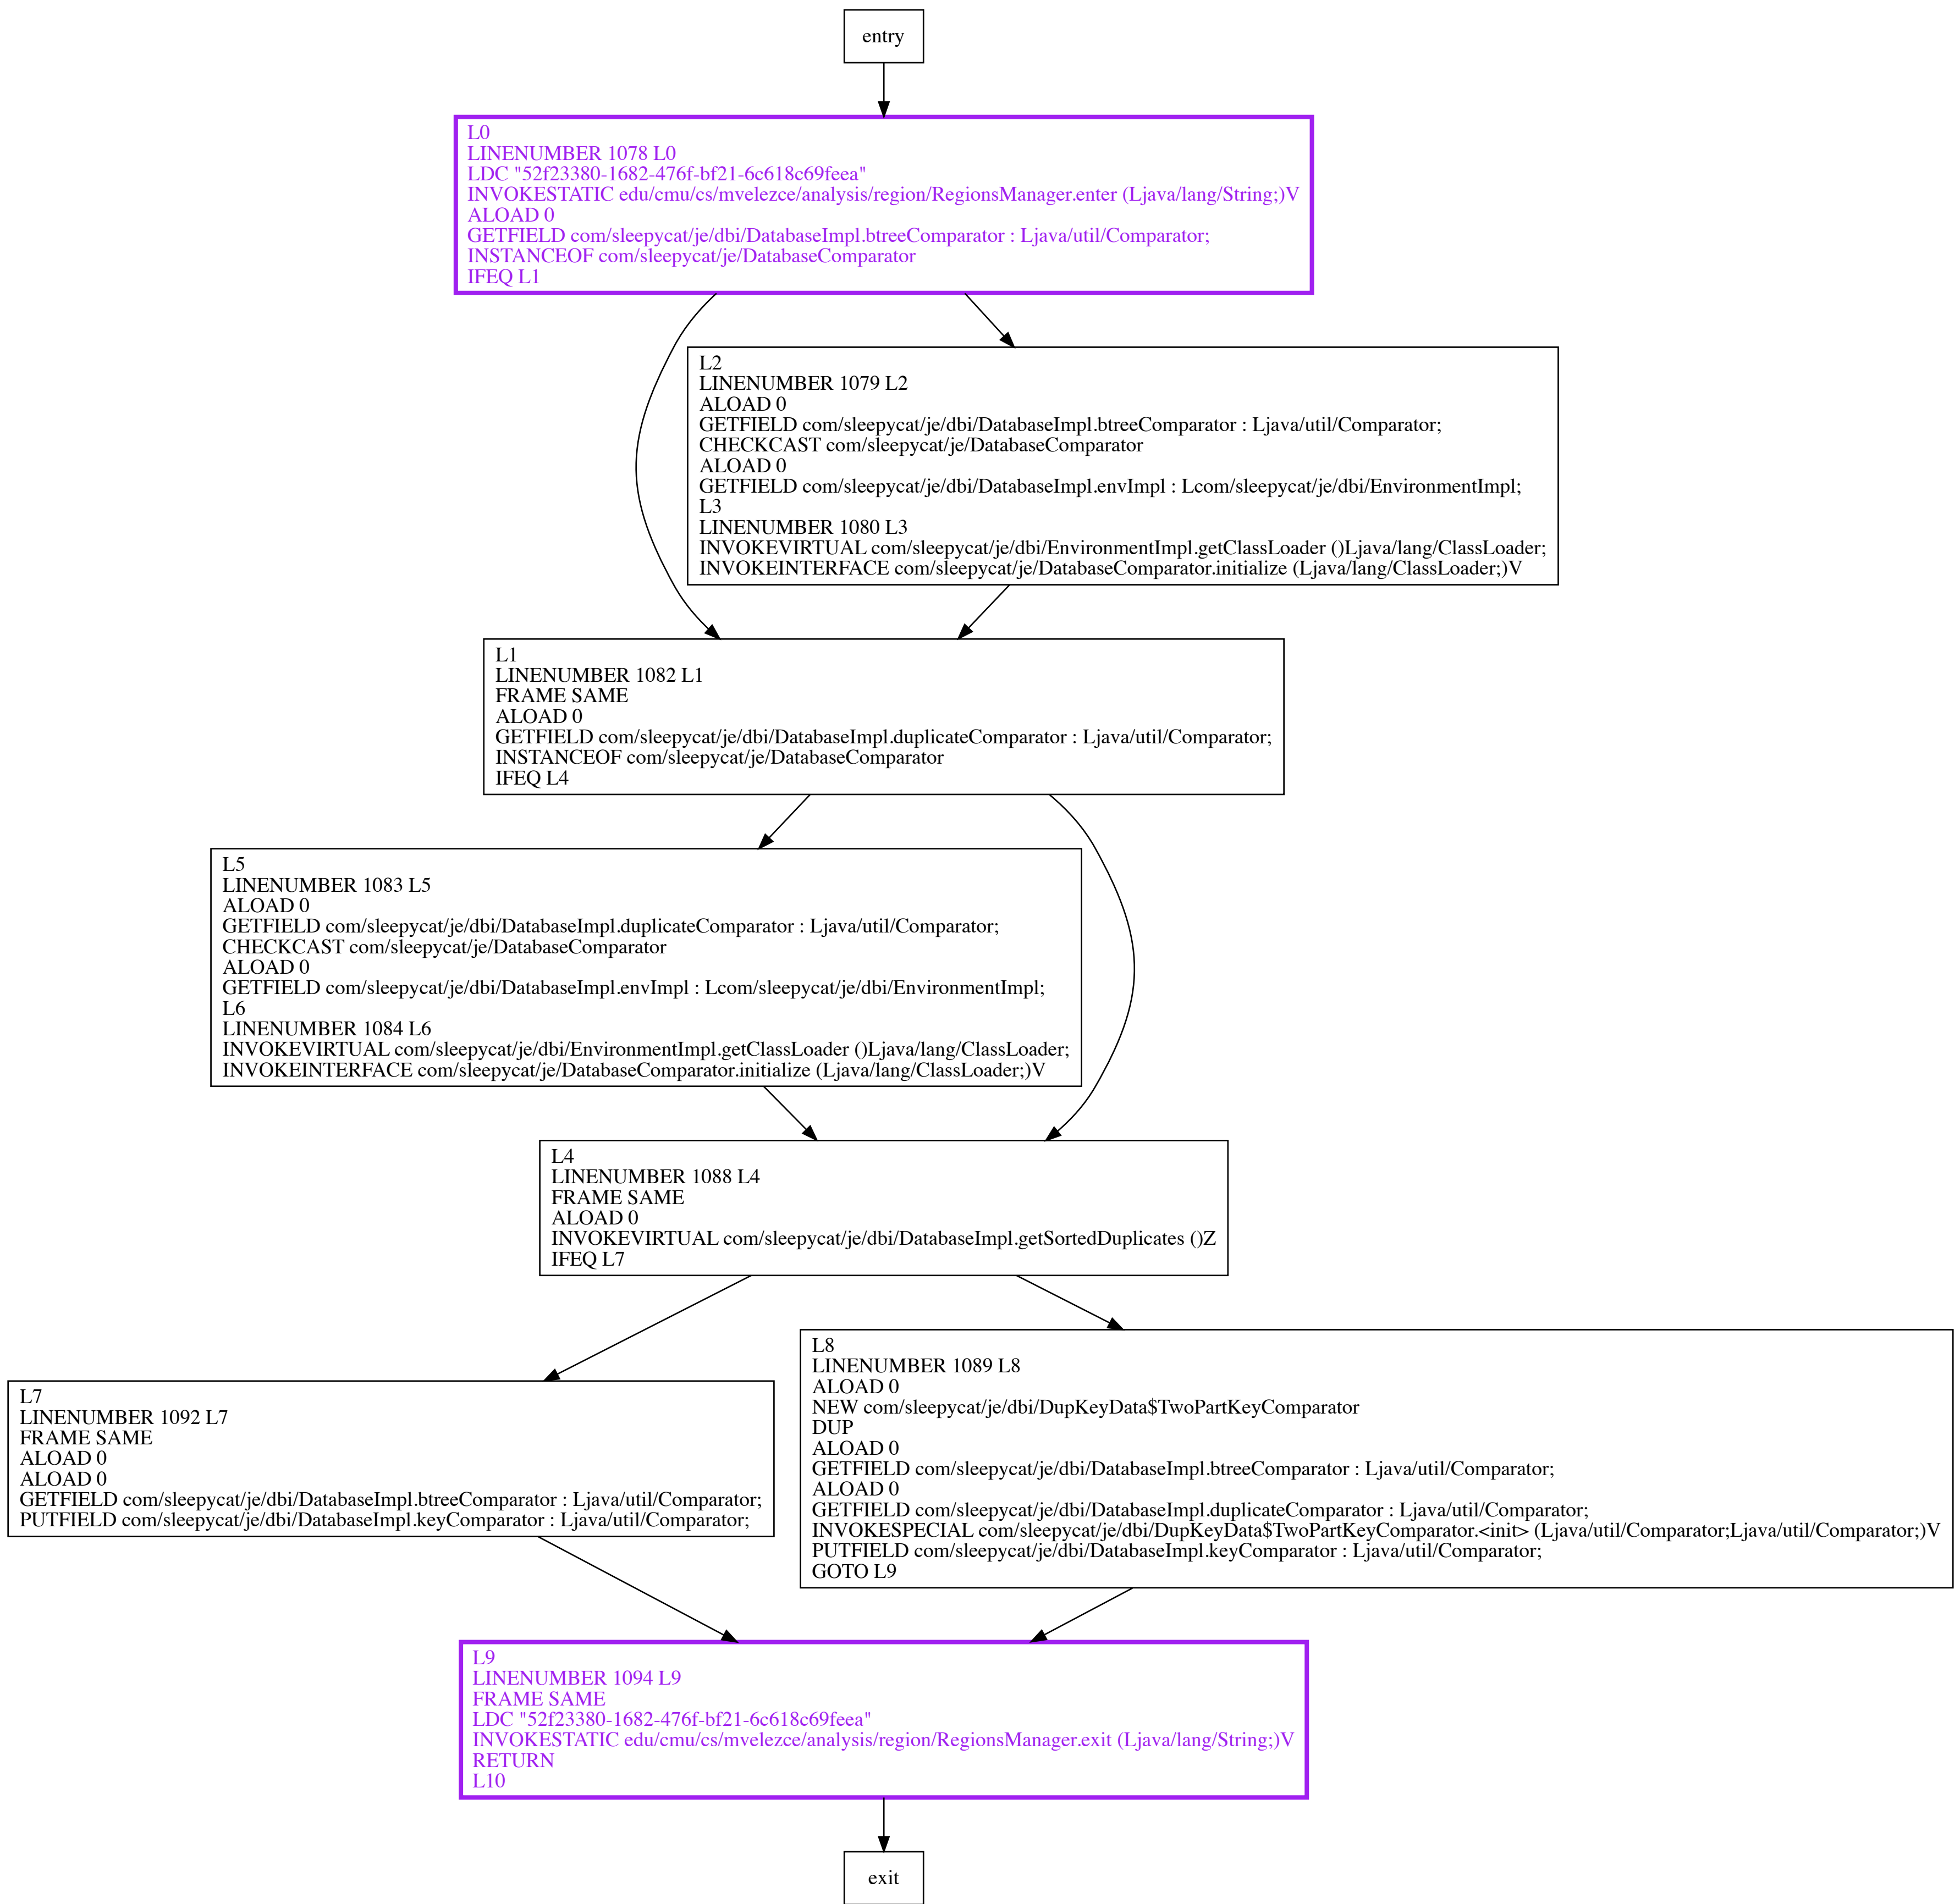 entry
L0
LINENUMBER 1078 L0
LDC "52f23380-1682-476f-bf21-6c618c69feea"
INVOKESTATIC edu/cmu/cs/mvelezce/analysis/region/RegionsManager.enter (Ljava/lang/String;)V
ALOAD 0
GETFIELD com/sleepycat/je/dbi/DatabaseImpl.btreeComparator : Ljava/util/Comparator;
INSTANCEOF com/sleepycat/je/DatabaseComparator
IFEQ L1
L2
LINENUMBER 1079 L2
ALOAD 0
GETFIELD com/sleepycat/je/dbi/DatabaseImpl.btreeComparator : Ljava/util/Comparator;
CHECKCAST com/sleepycat/je/DatabaseComparator
ALOAD 0
GETFIELD com/sleepycat/je/dbi/DatabaseImpl.envImpl : Lcom/sleepycat/je/dbi/EnvironmentImpl;
L3
LINENUMBER 1080 L3
INVOKEVIRTUAL com/sleepycat/je/dbi/EnvironmentImpl.getClassLoader ()Ljava/lang/ClassLoader;
INVOKEINTERFACE com/sleepycat/je/DatabaseComparator.initialize (Ljava/lang/ClassLoader;)V
L1
LINENUMBER 1082 L1
FRAME SAME
ALOAD 0
GETFIELD com/sleepycat/je/dbi/DatabaseImpl.duplicateComparator : Ljava/util/Comparator;
INSTANCEOF com/sleepycat/je/DatabaseComparator
IFEQ L4
L5
LINENUMBER 1083 L5
ALOAD 0
GETFIELD com/sleepycat/je/dbi/DatabaseImpl.duplicateComparator : Ljava/util/Comparator;
CHECKCAST com/sleepycat/je/DatabaseComparator
ALOAD 0
GETFIELD com/sleepycat/je/dbi/DatabaseImpl.envImpl : Lcom/sleepycat/je/dbi/EnvironmentImpl;
L6
LINENUMBER 1084 L6
INVOKEVIRTUAL com/sleepycat/je/dbi/EnvironmentImpl.getClassLoader ()Ljava/lang/ClassLoader;
INVOKEINTERFACE com/sleepycat/je/DatabaseComparator.initialize (Ljava/lang/ClassLoader;)V
L4
LINENUMBER 1088 L4
FRAME SAME
ALOAD 0
INVOKEVIRTUAL com/sleepycat/je/dbi/DatabaseImpl.getSortedDuplicates ()Z
IFEQ L7
L7
LINENUMBER 1092 L7
FRAME SAME
ALOAD 0
ALOAD 0
GETFIELD com/sleepycat/je/dbi/DatabaseImpl.btreeComparator : Ljava/util/Comparator;
PUTFIELD com/sleepycat/je/dbi/DatabaseImpl.keyComparator : Ljava/util/Comparator;
L8
LINENUMBER 1089 L8
ALOAD 0
NEW com/sleepycat/je/dbi/DupKeyData$TwoPartKeyComparator
DUP
ALOAD 0
GETFIELD com/sleepycat/je/dbi/DatabaseImpl.btreeComparator : Ljava/util/Comparator;
ALOAD 0
GETFIELD com/sleepycat/je/dbi/DatabaseImpl.duplicateComparator : Ljava/util/Comparator;
INVOKESPECIAL com/sleepycat/je/dbi/DupKeyData$TwoPartKeyComparator.<init> (Ljava/util/Comparator;Ljava/util/Comparator;)V
PUTFIELD com/sleepycat/je/dbi/DatabaseImpl.keyComparator : Ljava/util/Comparator;
GOTO L9
L9
LINENUMBER 1094 L9
FRAME SAME
LDC "52f23380-1682-476f-bf21-6c618c69feea"
INVOKESTATIC edu/cmu/cs/mvelezce/analysis/region/RegionsManager.exit (Ljava/lang/String;)V
RETURN
L10
exit